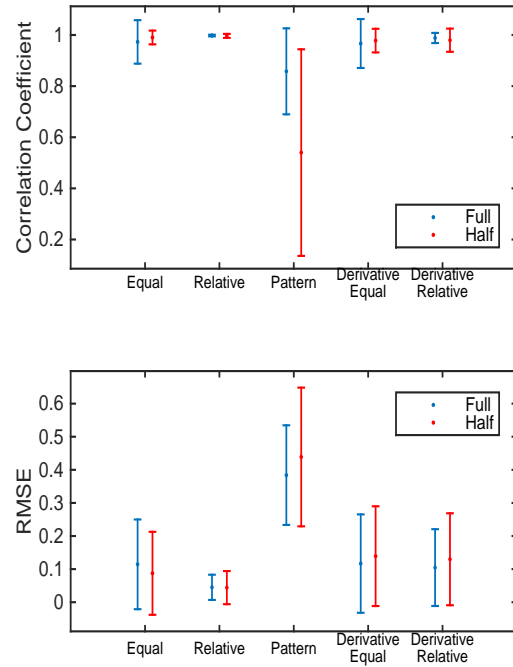 Correlation Coefficient
1
0.8
0.6
0.4
0.2
Full
Half
Equal
Relative
Pattern
Derivative
Equal
Derivative
Relative
RMSE
0.6
0.5
0.4
0.3
0.2
0.1
0
Full
Half
Equal
Relative
Pattern
Derivative
Equal
Derivative
Relative